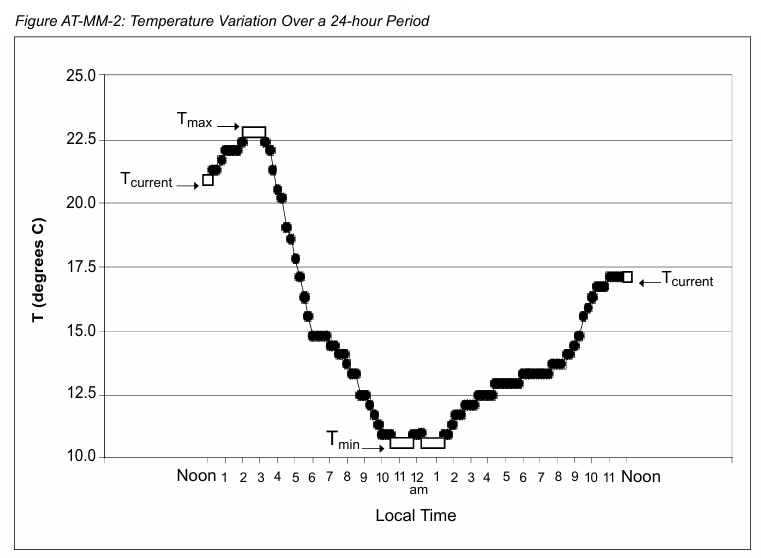 Figure AT-MM-2: Temperature Variation Over a 24-hour Period
25.0
Tmax
22.5
Tcurrent
20.0
T (degrees C)
17.5
Tcurrent
15.0
12.5
Tmin
10.0
Noon 1 2 3 4 5 6 7 8 9 10 11 12 1 2 3 4 5 6 7 8 9 10 11 Noon
am
Local Time